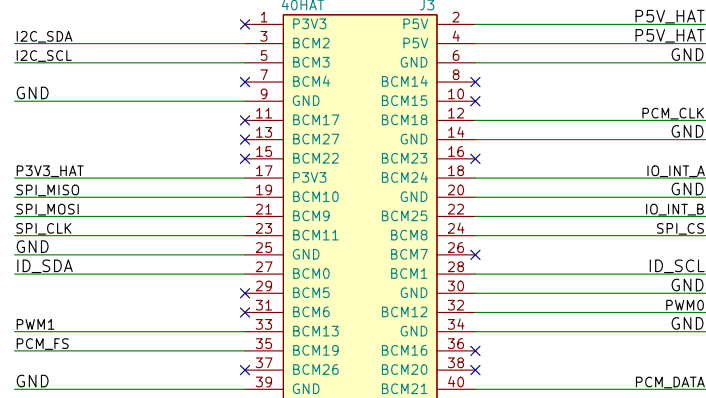 40HAT J3
1 P3V3 P5V 2 P5V_HAT
I2C_SDA 3 BCM2 P5V 4 P5V_HAT
I2C_SCL 5 BCM3 GND 6 GND
7 BCM4 BCM14 8
GND 9 GND BCM15 10
11 BCM17 BCM18 12 PCM_CLK
13 BCM27 GND 14 GND
15 BCM22 BCM23 16
P3V3_HAT 17 P3V3 BCM24 18 IO_INT_A
SPI_MISO 19 BCM10 GND 20 GND
SPI_MOSI 21 BCM9 BCM25 22 IO_INT_B
SPI_CLK 23 BCM11 BCM8 24 SPI_CS
GND 25 GND BCM7 26
ID_SDA 27 BCM0 BCM1 28 ID_SCL
29 BCM5 GND 30 GND
31 BCM6 BCM12 32 PWM0
PWM1 33 BCM13 GND 34 GND
PCM_FS 35 BCM19 BCM16 36
37 BCM26 BCM20 38
GND 39 GND BCM21 40 PCM_DATA